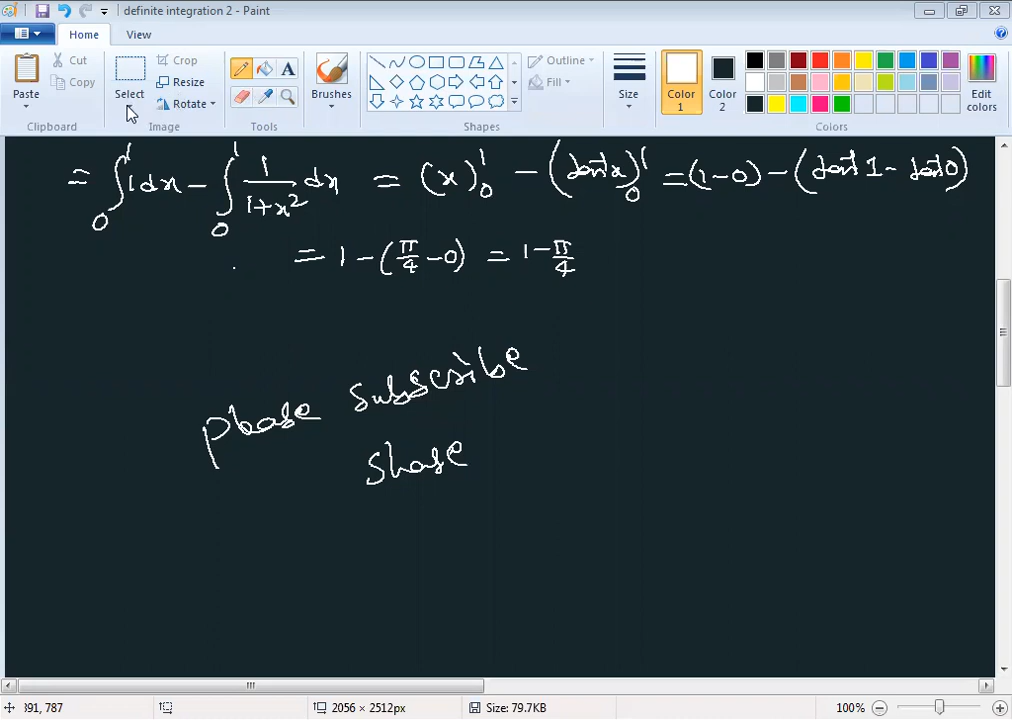 definite integration 2 - Paint
Home View
Paste Cut Copy Clipboard
Select Crop Resize Rotate Image
Tools
Brushes
Outline Fill Shapes
Size
Color 1 Color 2 Edit colors Colors
= ∫₀¹ 1dx − ∫₀¹ 1/(1+x²) dx = (x)₀¹ − (tan⁻¹x)₀¹ = (1−0) − (tan⁻¹1 − tan⁻¹0)
= 1 − (π/4 − 0) = 1 − π/4
please subscribe
share
891, 787 2056 × 2512px Size: 79.7KB 100%